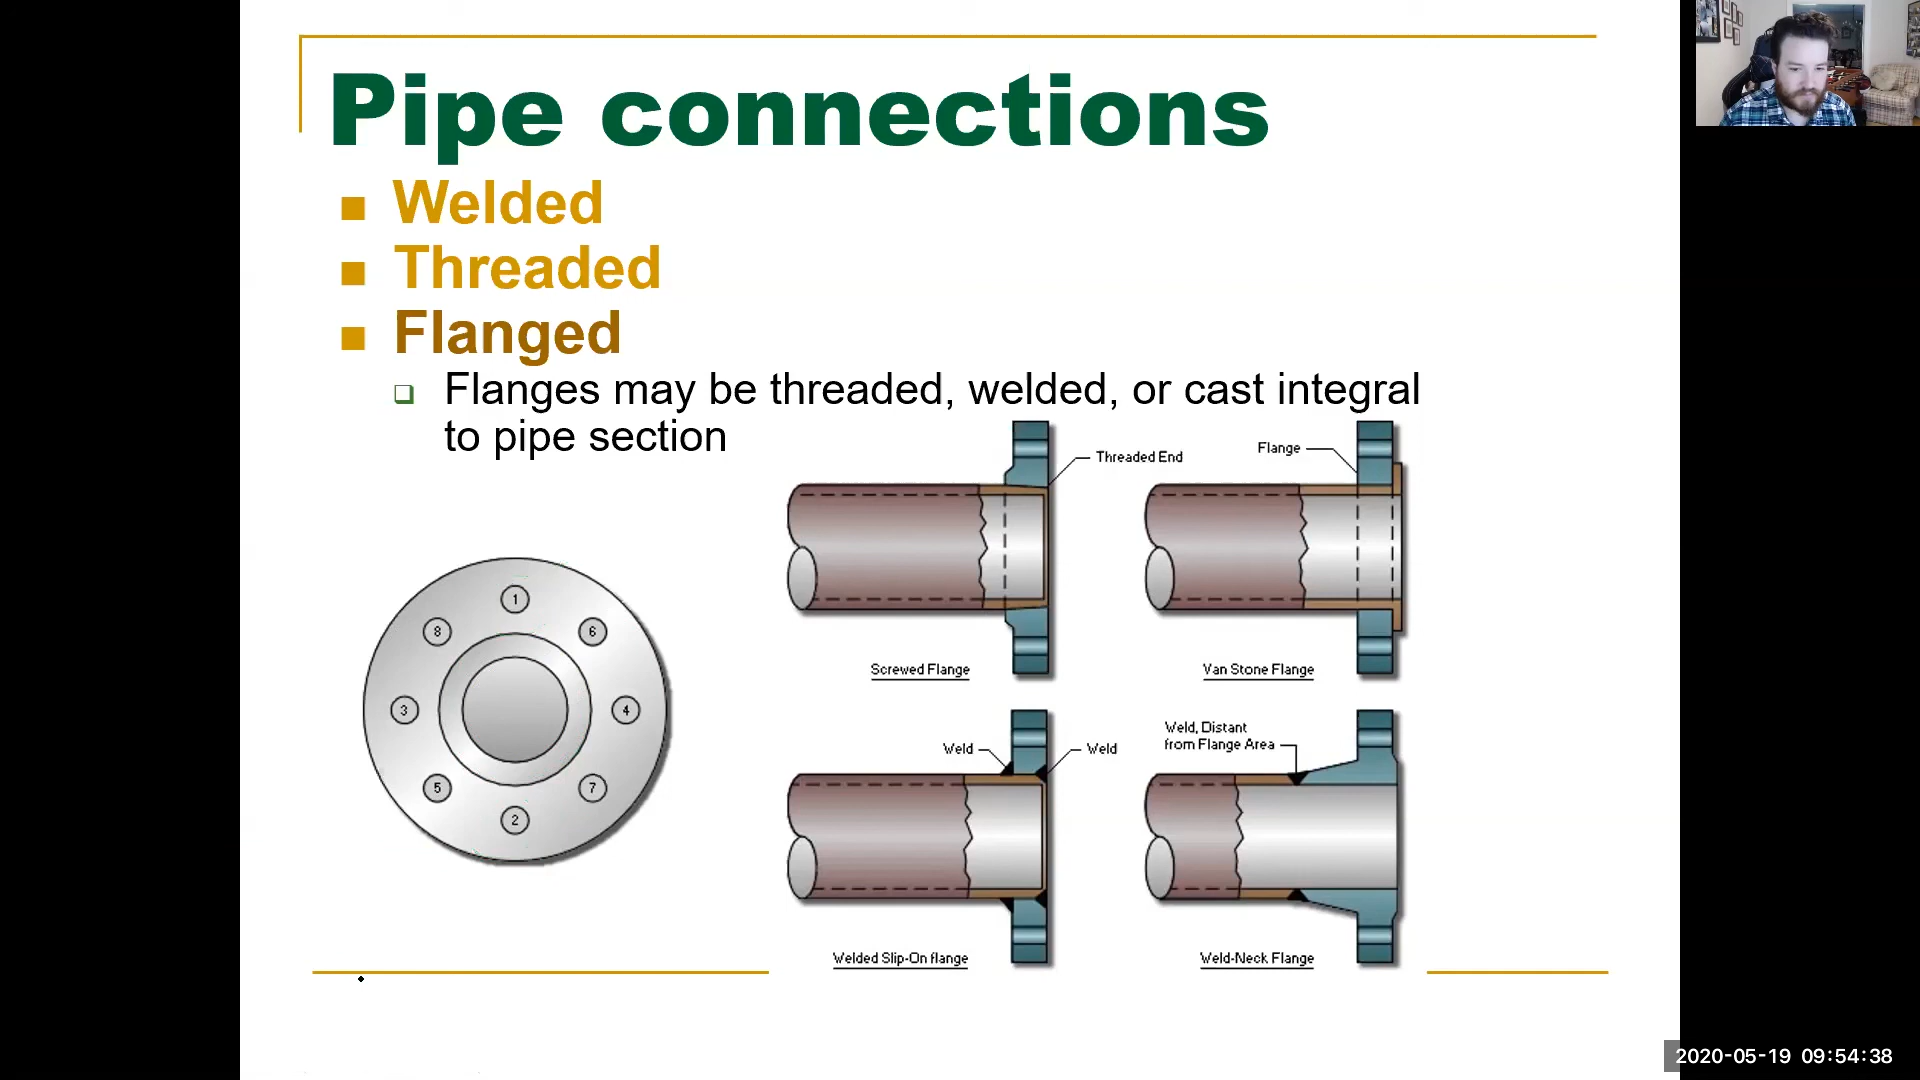 Pipe connections
Welded
Threaded
Flanged
Flanges may be threaded, welded, or cast integral
to pipe section
Threaded End
Flange
Screwed Flange
Van Stone Flange
1
8
6
3
4
5
7
2
Weld
Weld
Weld, Distant
from Flange Area
Welded Slip-On flange
Weld-Neck Flange
2020-05-19 09:54:38